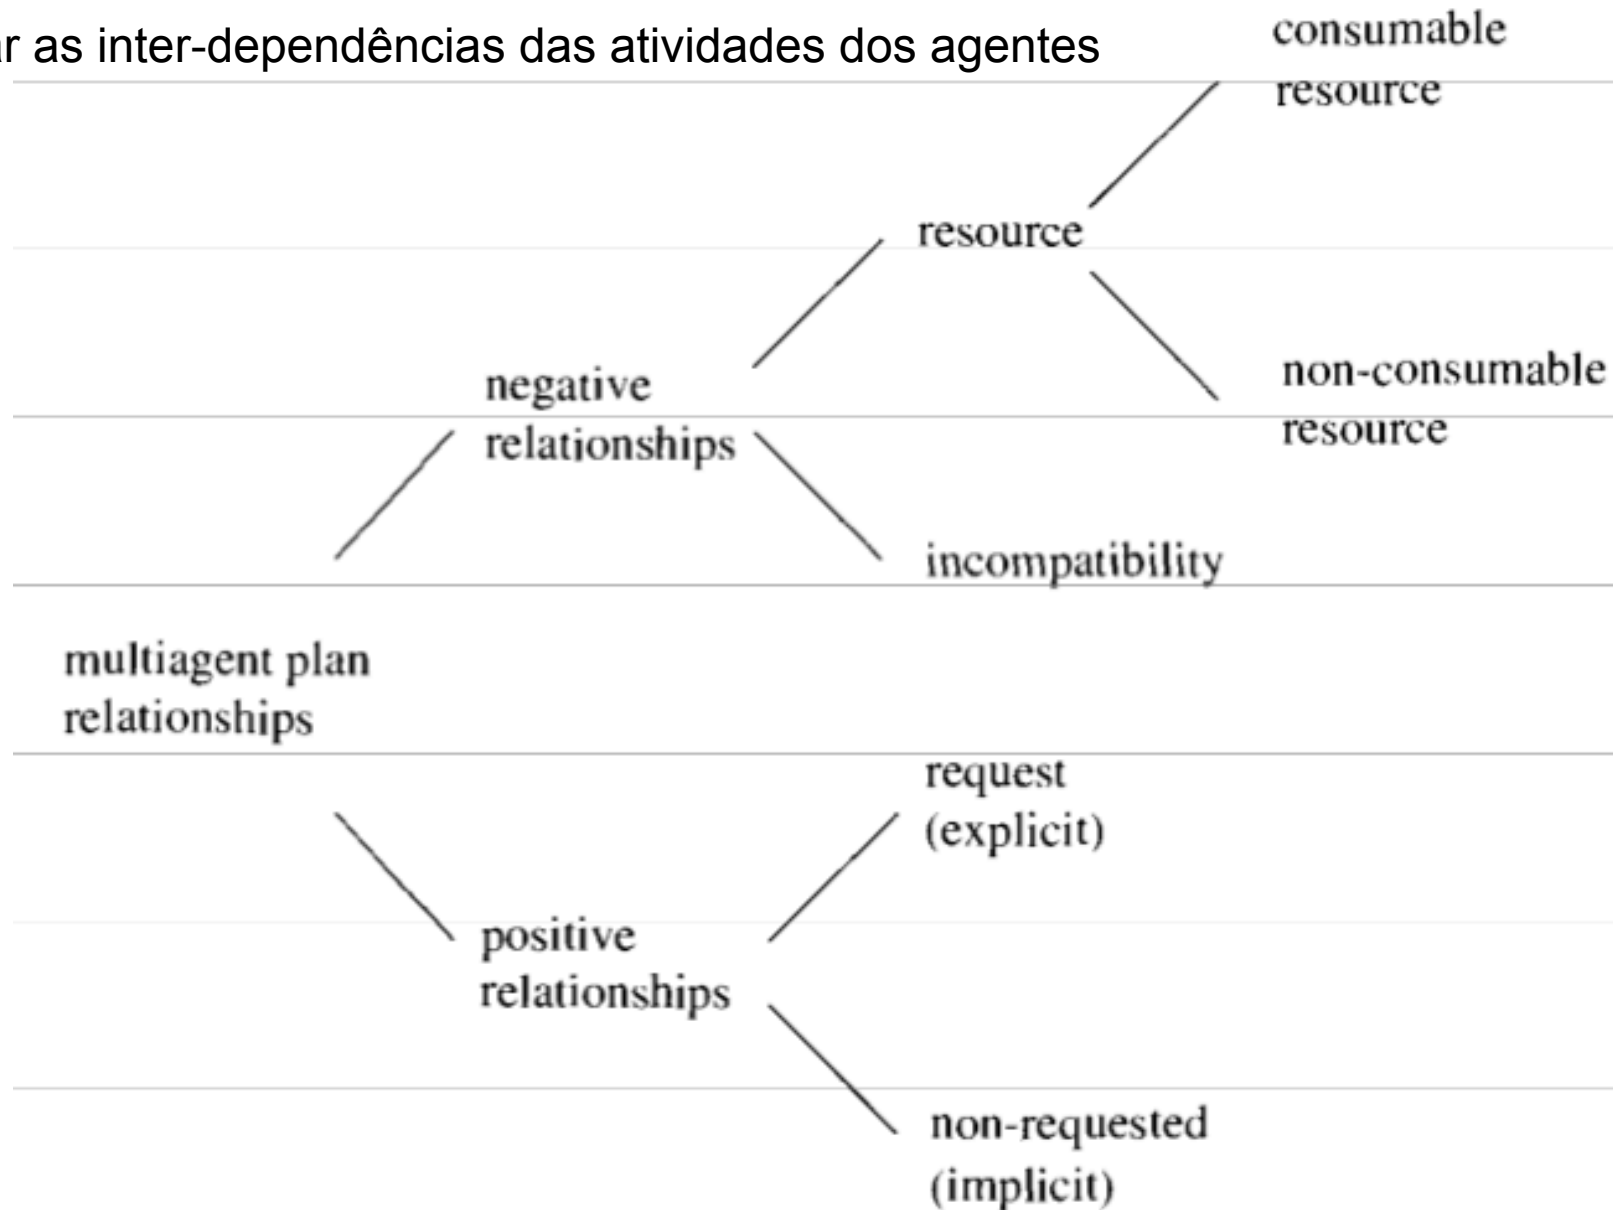 as inter-dependências das atividades dos agentes
consumable
resource
resource
negative
relationships
non-consumable
resource
incompatibility
multiagent plan
relationships
request
(explicit)
positive
relationships
non-requested
(implicit)